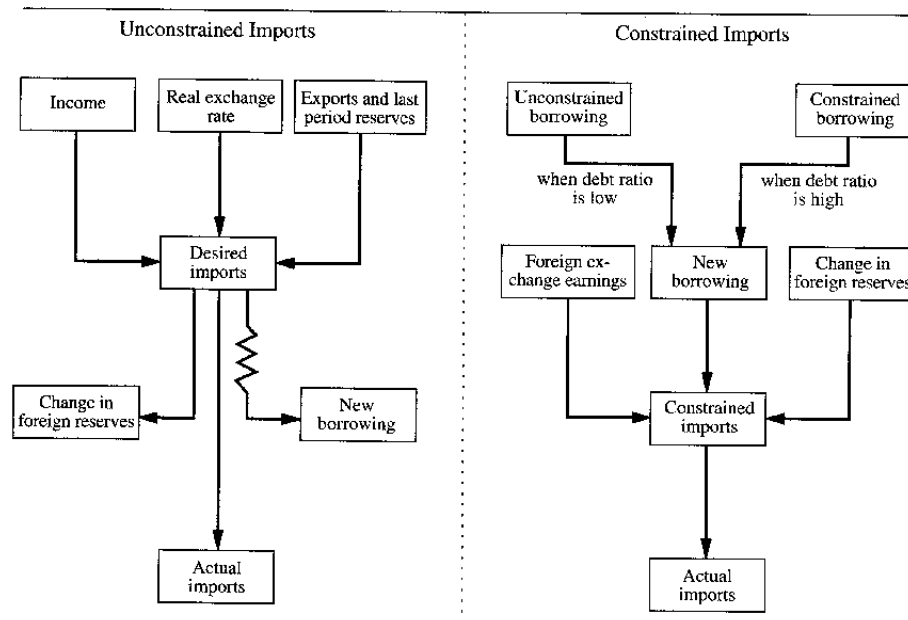 Unconstrained Imports
Income
Real exchange
rate
Exports and last
period reserves
Desired
imports
Change in
foreign reserves
New
borrowing
Actual
imports
Constrained Imports
Unconstrained
borrowing
Constrained
borrowing
when debt ratio
is low
when debt ratio
is high
Foreign ex-
change earnings
New
borrowing
Change in
foreign reserves
Constrained
imports
Actual
imports